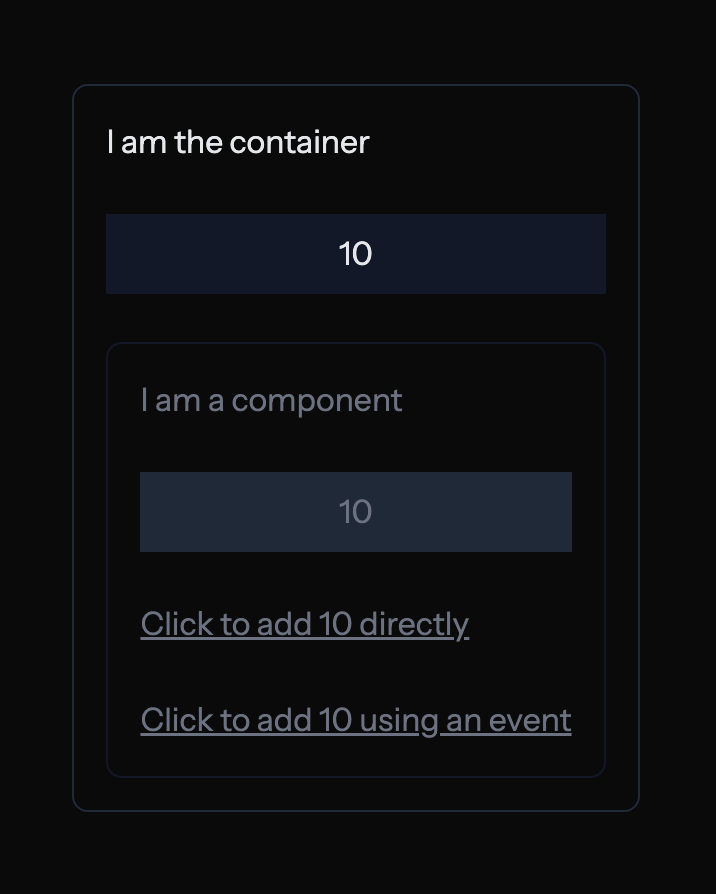 I am the container
10
I am a component
10
Click to add 10 directly
Click to add 10 using an event